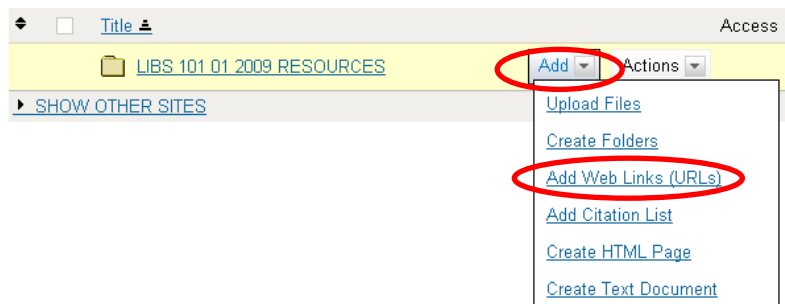 Title Access
LIBS 101 01 2009 RESOURCES Add Actions
SHOW OTHER SITES
Upload Files
Create Folders
Add Web Links (URLs)
Add Citation List
Create HTML Page
Create Text Document